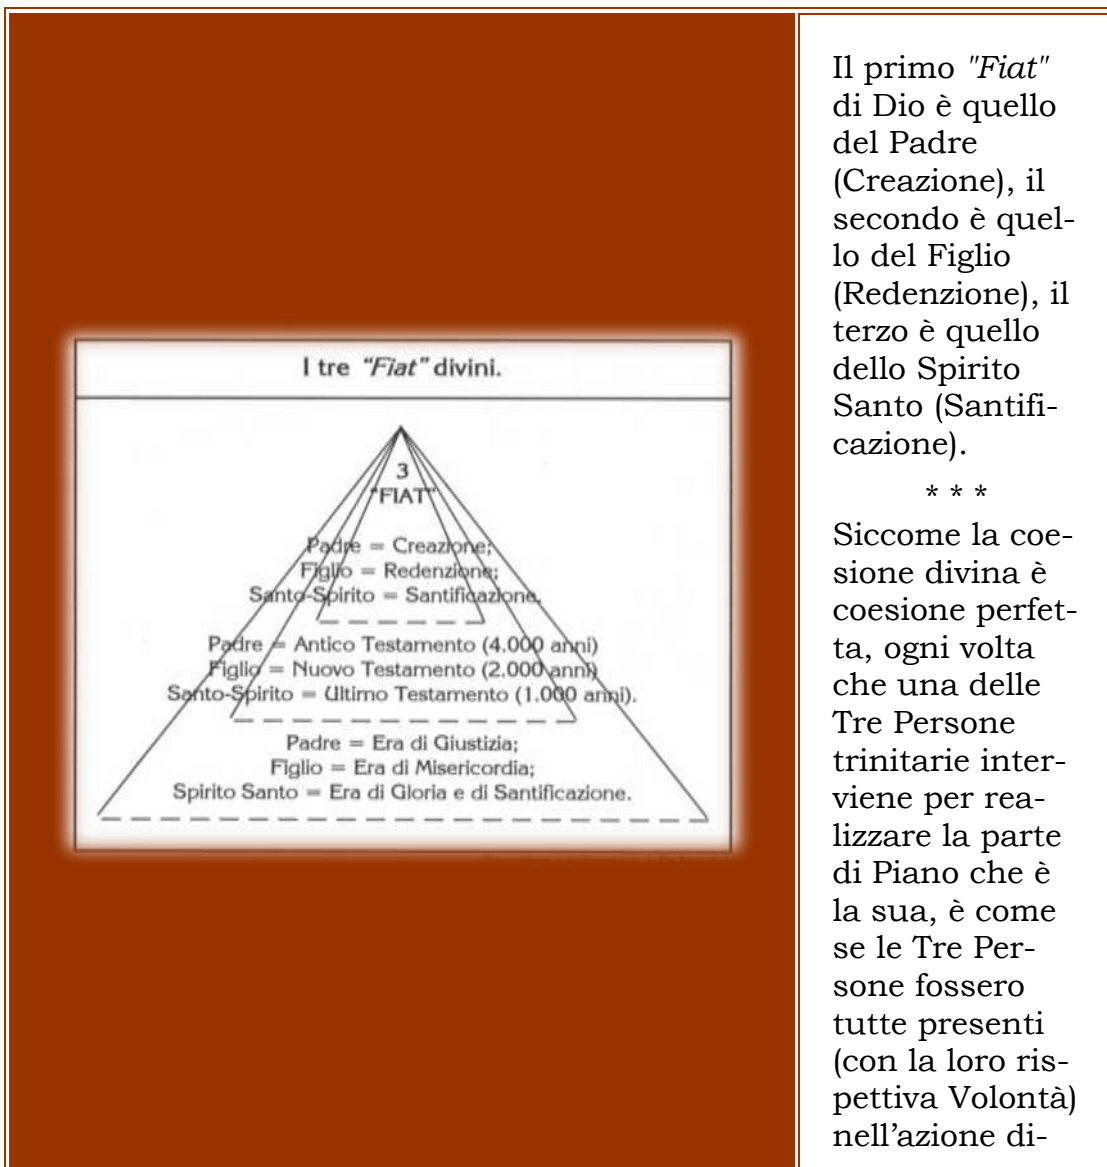 I tre "Fiat" divini.
3
"FIAT"
Padre = Creazione;
Figlio = Redenzione;
Santo-Spirito = Santificazione.
Padre = Antico Testamento (4.000 anni)
Figlio = Nuovo Testamento (2.000 anni)
Santo-Spirito = Ultimo Testamento (1.000 anni).
Padre = Era di Giustizia;
Figlio = Era di Misericordia;
Spirito Santo = Era di Gloria e di Santificazione.
Il primo "Fiat"
di Dio è quello
del Padre
(Creazione), il
secondo è quel-
lo del Figlio
(Redenzione), il
terzo è quello
dello Spirito
Santo (Santifi-
cazione).
* * *
Siccome la coe-
sione divina è
coesione perfet-
ta, ogni volta
che una delle
Tre Persone
trinitarie inter-
viene per rea-
lizzare la parte
di Piano che è
la sua, è come
se le Tre Per-
sone fossero
tutte presenti
(con la loro ris-
pettiva Volontà)
nell'azione di-